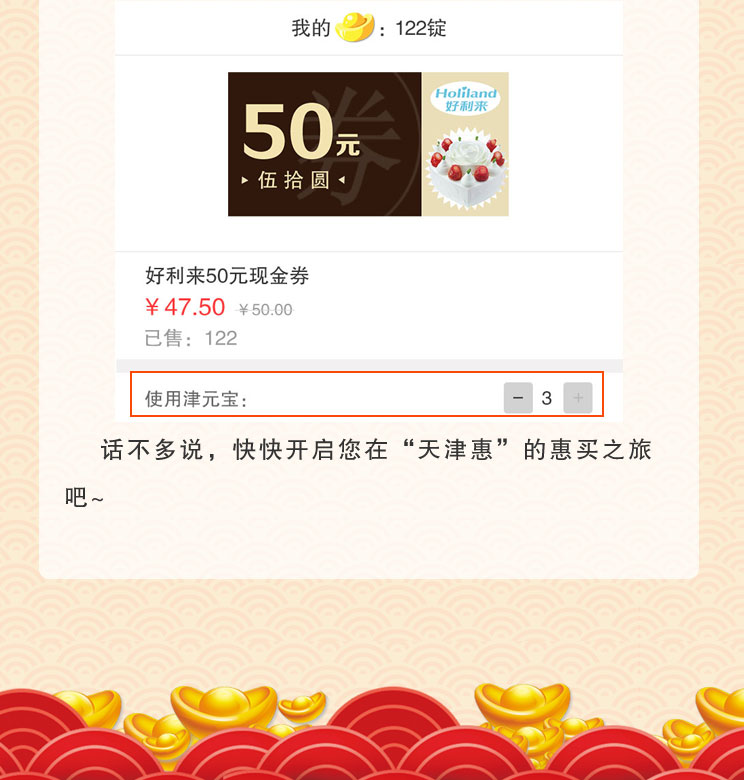 我的：122锭
券
50元
伍拾圆
Holiland
好利来
好利来50元现金券
￥47.50 ￥50.00
已售：122
使用津元宝： − 3 +
话不多说，快快开启您在“天津惠”的惠买之旅
吧~